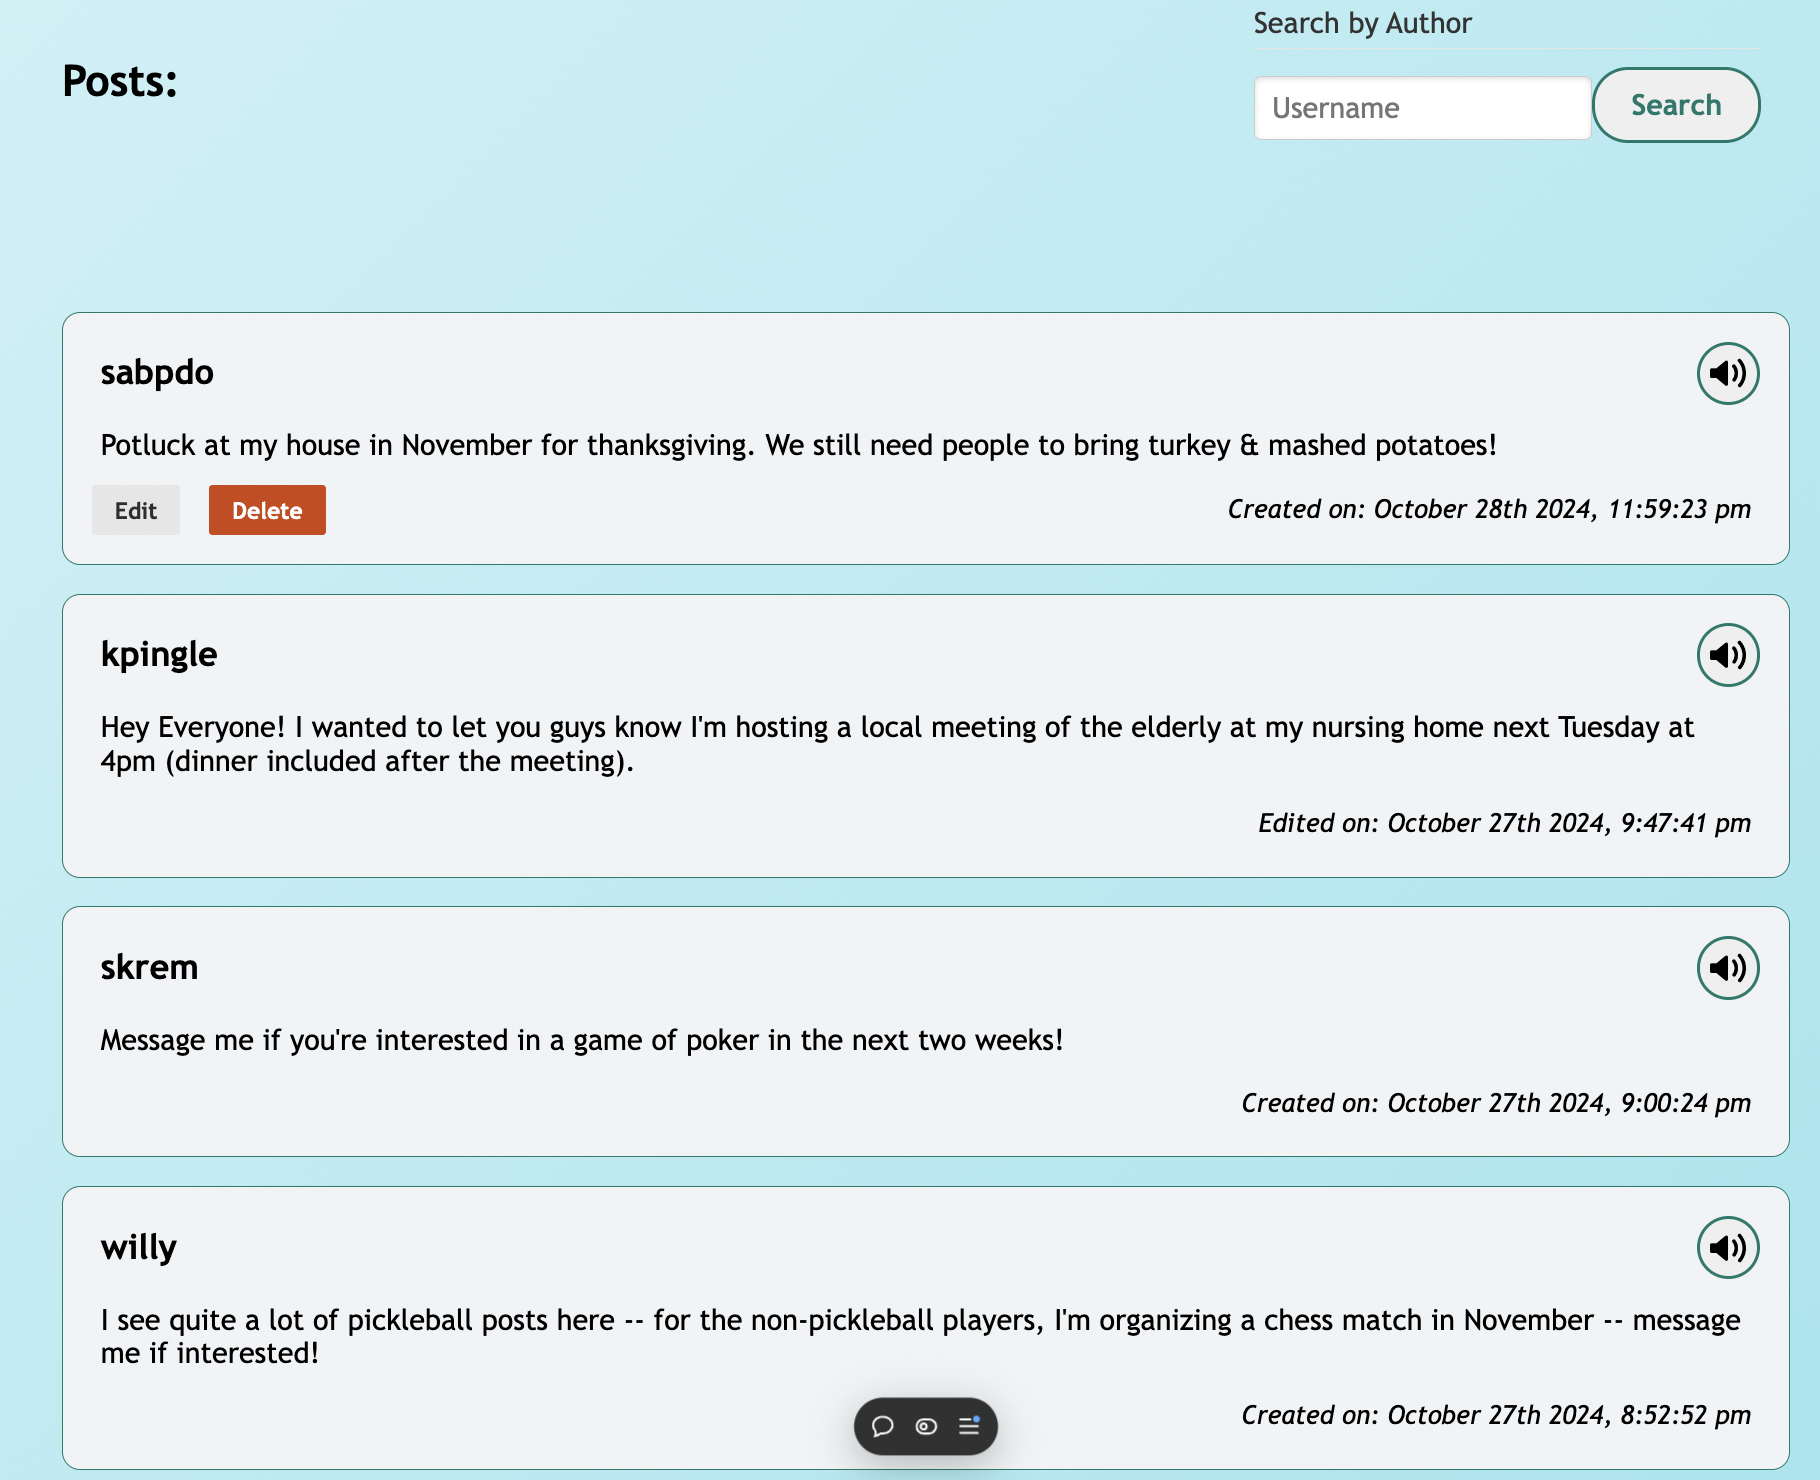 Search by Author
Posts:
Username
Search
sabpdo
Potluck at my house in November for thanksgiving. We still need people to bring turkey & mashed potatoes!
Edit
Delete
Created on: October 28th 2024, 11:59:23 pm
kpingle
Hey Everyone! I wanted to let you guys know I'm hosting a local meeting of the elderly at my nursing home next Tuesday at
4pm (dinner included after the meeting).
Edited on: October 27th 2024, 9:47:41 pm
skrem
Message me if you're interested in a game of poker in the next two weeks!
Created on: October 27th 2024, 9:00:24 pm
willy
I see quite a lot of pickleball posts here -- for the non-pickleball players, I'm organizing a chess match in November -- message
me if interested!
Created on: October 27th 2024, 8:52:52 pm